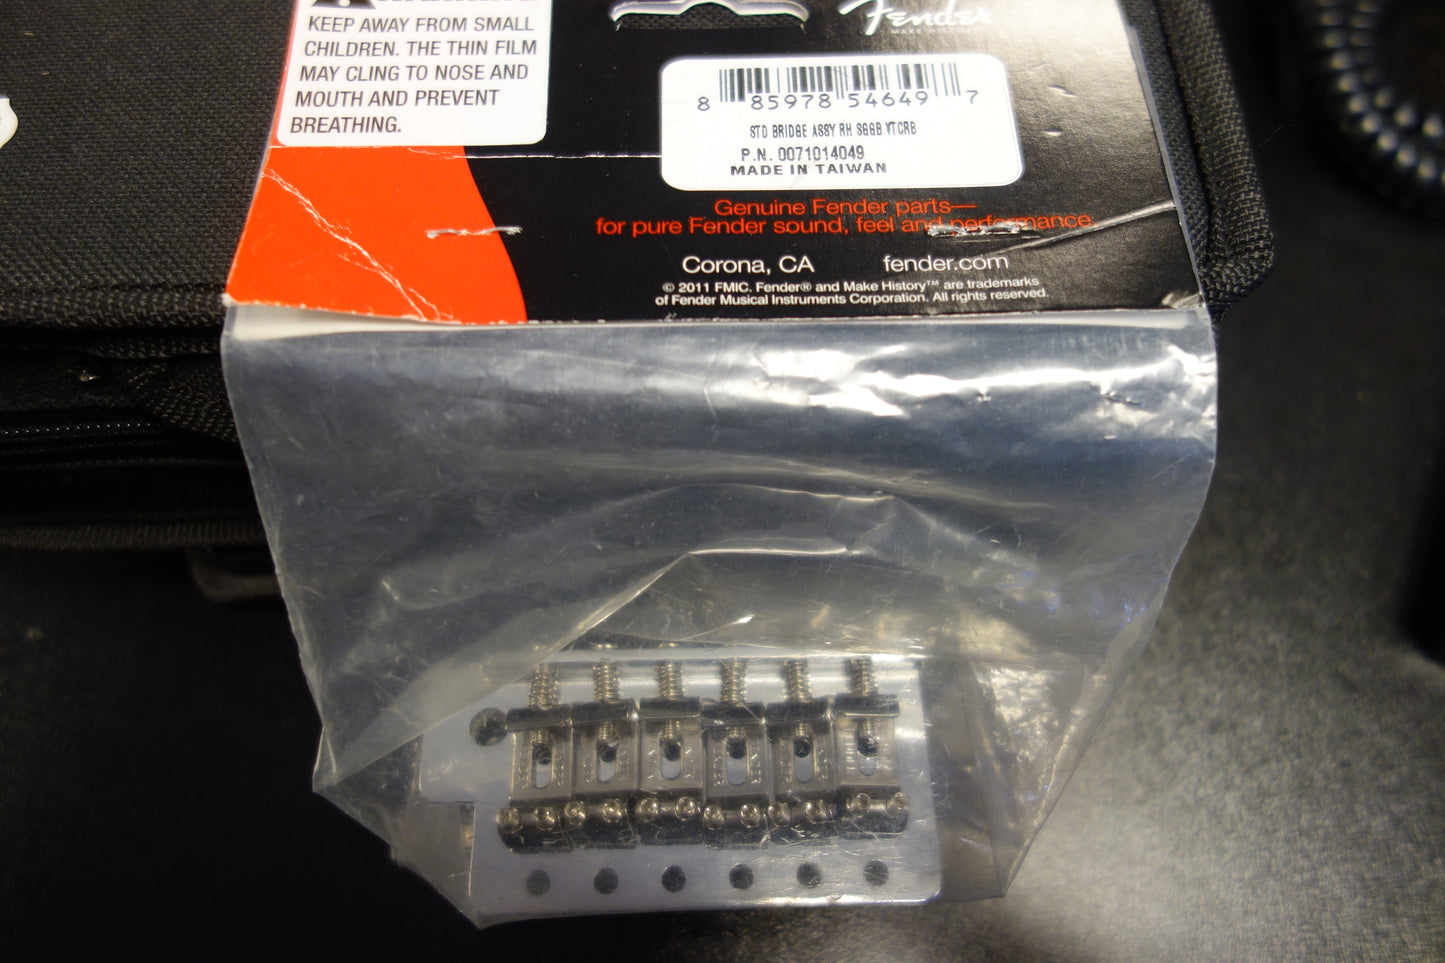 KEEP AWAY FROM SMALL
CHILDREN. THE THIN FILM
MAY CLING TO NOSE AND
MOUTH AND PREVENT
BREATHING.
Fender
MAKE HISTORY
8 85978 54649 7
STD BRIDGE ASSY RH SGGB YTCRB
P.N. 0071014049
MADE IN TAIWAN
Genuine Fender parts—
for pure Fender sound, feel and performance
Corona, CA fender.com
© 2011 FMIC. Fender® and Make History™ are trademarks
of Fender Musical Instruments Corporation. All rights reserved.